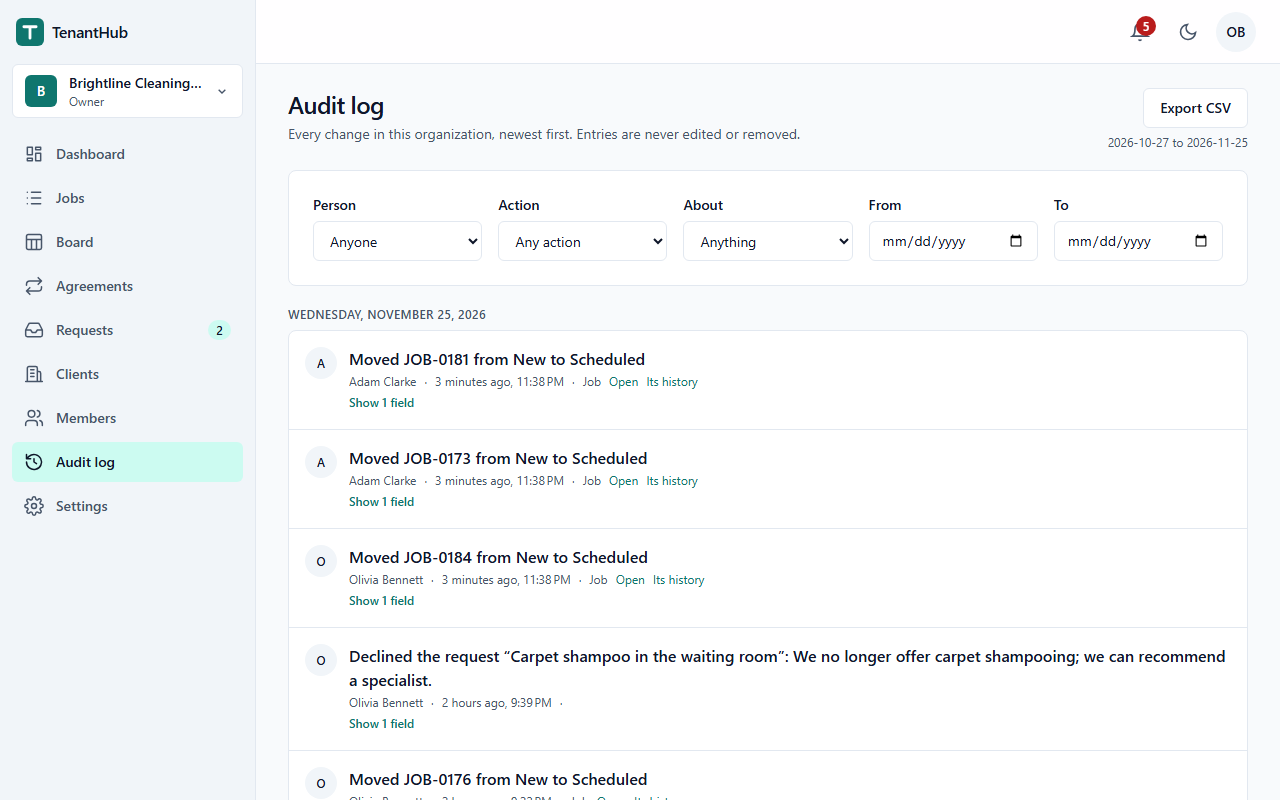 TenantHub
B
Brightline Cleaning...
Owner
Dashboard
Jobs
Board
Agreements
Requests
2
Clients
Members
Audit log
Settings
5
OB
Audit log
Every change in this organization, newest first. Entries are never edited or removed.
Export CSV
2026-10-27 to 2026-11-25
Person Action About From To
Anyone Any action Anything mm/dd/yyyy mm/dd/yyyy
WEDNESDAY, NOVEMBER 25, 2026
A
Moved JOB-0181 from New to Scheduled
Adam Clarke · 3 minutes ago, 11:38 PM · Job Open Its history
Show 1 field
A
Moved JOB-0173 from New to Scheduled
Adam Clarke · 3 minutes ago, 11:38 PM · Job Open Its history
Show 1 field
O
Moved JOB-0184 from New to Scheduled
Olivia Bennett · 3 minutes ago, 11:38 PM · Job Open Its history
Show 1 field
O
Declined the request “Carpet shampoo in the waiting room”: We no longer offer carpet shampooing; we can recommend
a specialist.
Olivia Bennett · 2 hours ago, 9:39 PM ·
Show 1 field
O
Moved JOB-0176 from New to Scheduled